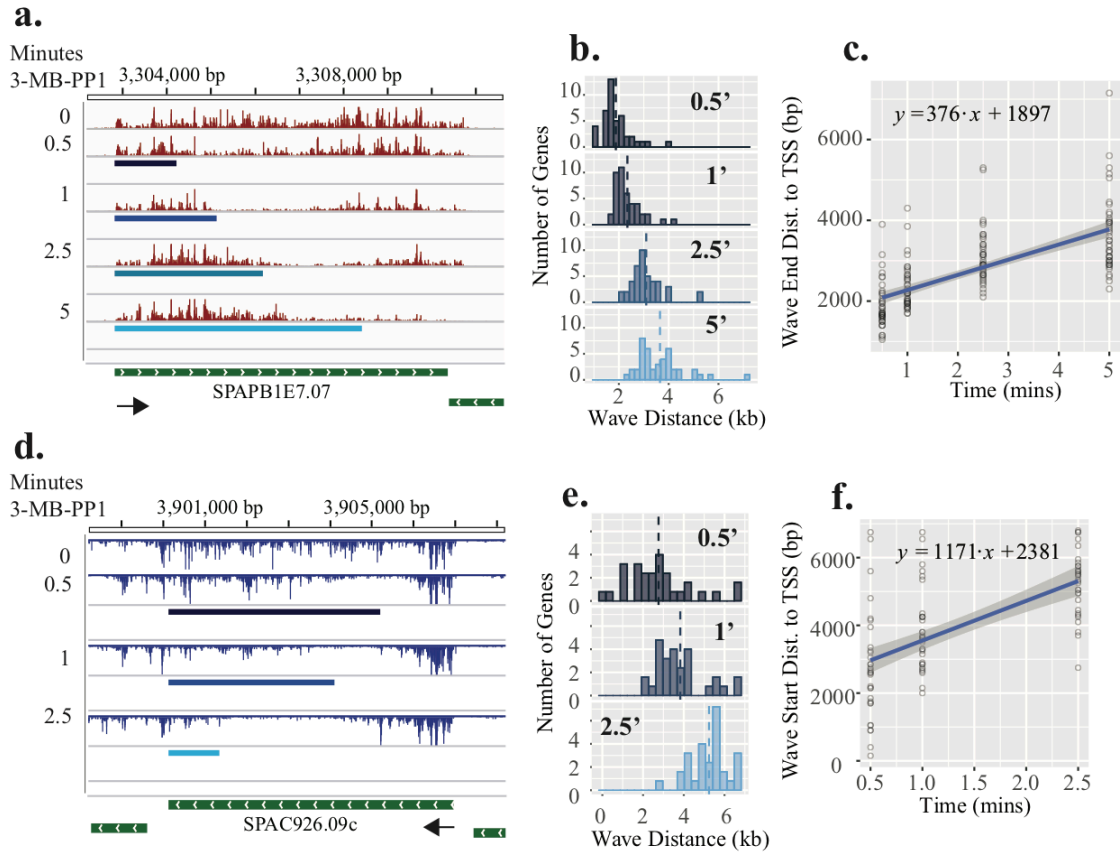 a.
Minutes
3-MB-PP1
3,304,000 bp 3,308,000 bp
0
0.5
1
2.5
5
SPAPB1E7.07
b.
Number of Genes
10
5
0
0.5’
10
5
0
1’
10
5
0
2.5’
10
5
0
5’
2 4 6
Wave Distance (kb)
c.
Wave End Dist. to TSS (bp)
y =376·x + 1897
6000
4000
2000
1 2 3 4 5
Time (mins)
d.
Minutes
3-MB-PP1
3,901,000 bp 3,905,000 bp
0
0.5
1
2.5
SPAC926.09c
e.
Number of Genes
4
2
0
0.5’
4
2
0
1’
4
2
0
2.5’
0 2 4 6
Wave Distance (kb)
f.
Wave Start Dist. to TSS (bp)
y = 1171·x +2381
6000
4000
2000
0
0.5 1.0 1.5 2.0 2.5
Time (mins)